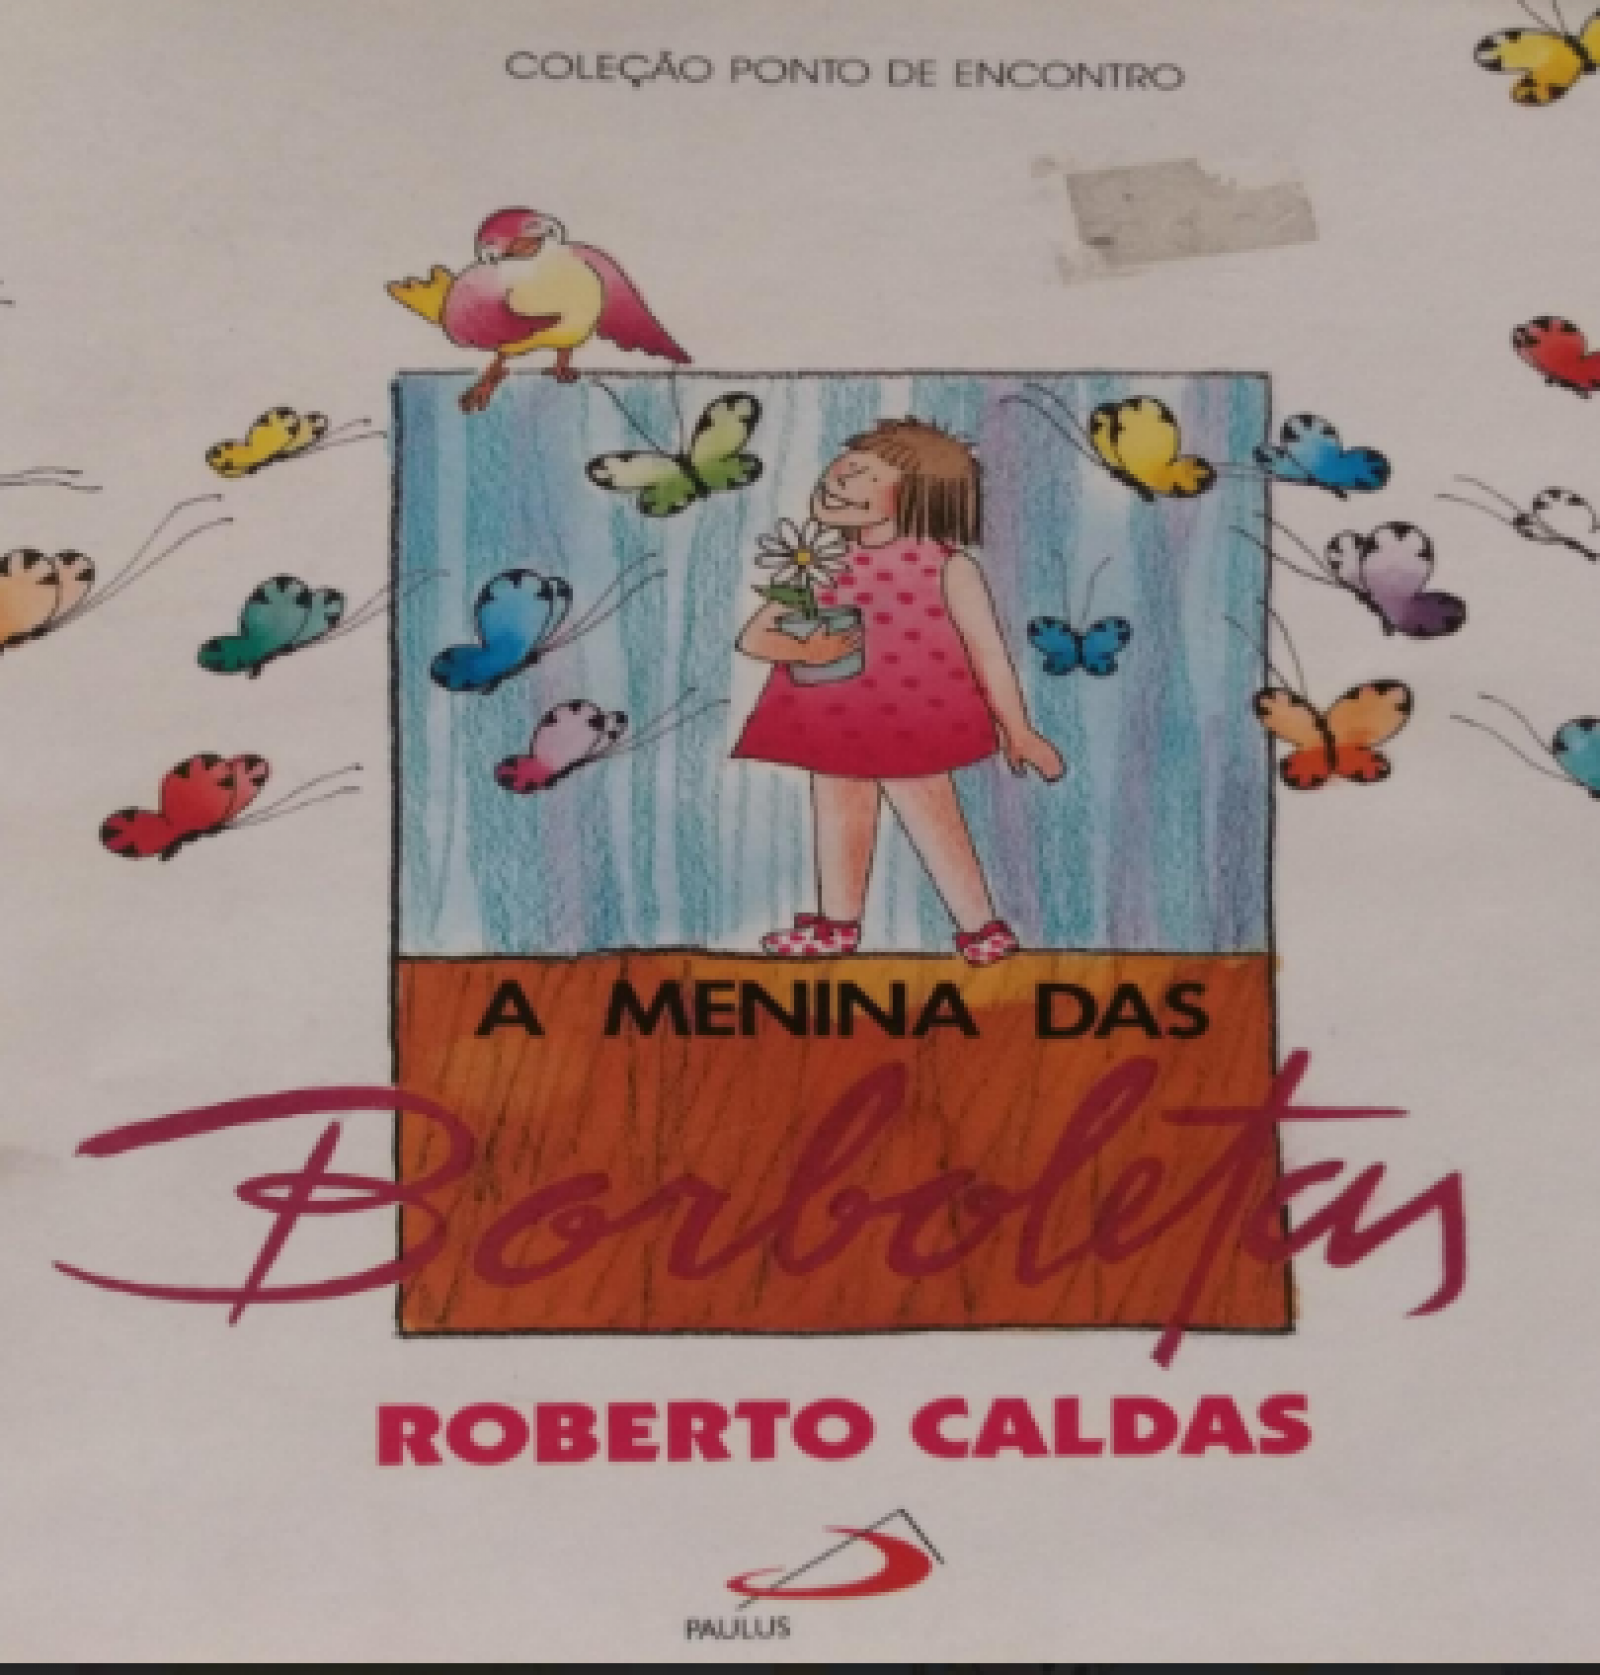 COLEÇÃO PONTO DE ENCONTRO
A MENINA DAS
Borboletas
ROBERTO CALDAS
PAULUS